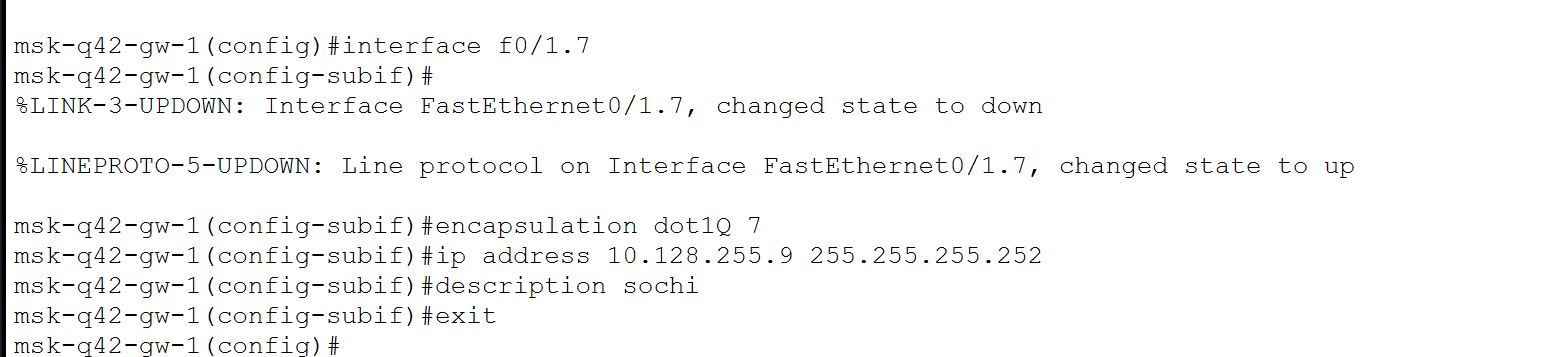 msk-q42-gw-1(config)#interface f0/1.7
msk-q42-gw-1(config-subif)#
%LINK-3-UPDOWN: Interface FastEthernet0/1.7, changed state to down
%LINEPROTO-5-UPDOWN: Line protocol on Interface FastEthernet0/1.7, changed state to up
msk-q42-gw-1(config-subif)#encapsulation dot1Q 7
msk-q42-gw-1(config-subif)#ip address 10.128.255.9 255.255.255.252
msk-q42-gw-1(config-subif)#description sochi
msk-q42-gw-1(config-subif)#exit
msk-q42-gw-1(config)#